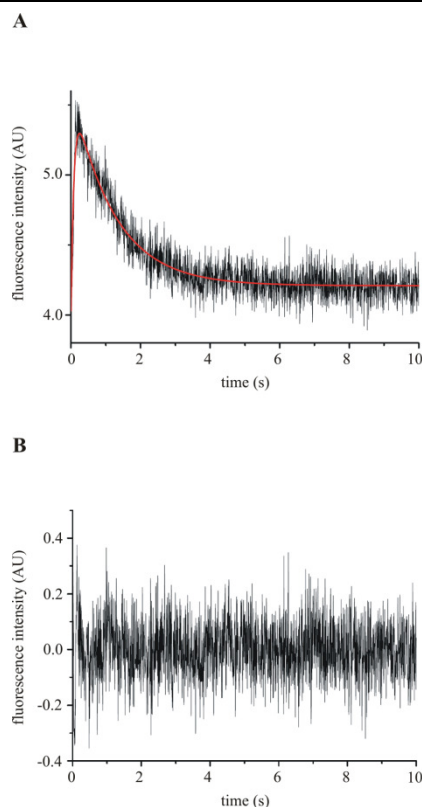 A
fluorescence intensity (AU)
5.0
4.0
0 2 4 6 8 10
time (s)
B
fluorescence intensity (AU)
0.4
0.2
0.0
-0.2
-0.4
0 2 4 6 8 10
time (s)